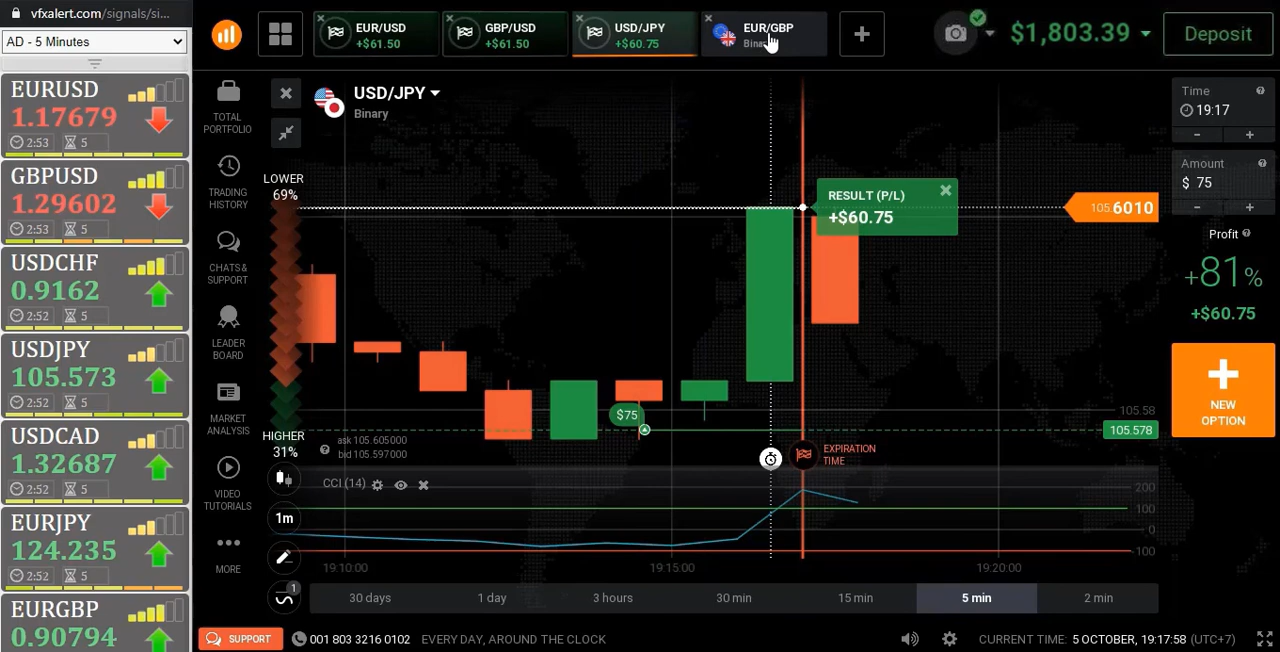 vfxalert.com/signals/si...
AD - 5 Minutes
EURUSD
1.17679
2:53
5
GBPUSD
1.29602
2:53
5
USDCHF
0.9162
2:52
5
USDJPY
105.573
2:52
5
USDCAD
1.32687
2:52
5
EURJPY
124.235
2:52
5
EURGBP
0.90794
EUR/USD
+$61.50
GBP/USD
+$61.50
USD/JPY
+$60.75
EUR/GBP
$1,803.39
Deposit
TOTAL
PORTFOLIO
TRADING
HISTORY
CHATS &
SUPPORT
LEADER
BOARD
MARKET
ANALYSIS
VIDEO
TUTORIALS
MORE
USD/JPY
Binary
LOWER
69%
HIGHER
31%
ask 105.605000
bid 105.597000
RESULT (P/L)
+$60.75
105.6010
$75
105.58
105.578
EXPIRATION
TIME
CCI (14)
200
100
0
100
1m
1
19:10:00
19:15:00
19:20:00
30 days
1 day
3 hours
30 min
15 min
5 min
2 min
Time
19:17
-
+
Amount
$ 75
-
+
Profit
+81%
+$60.75
NEW
OPTION
SUPPORT
001 803 3216 0102
EVERY DAY, AROUND THE CLOCK
CURRENT TIME: 5 OCTOBER, 19:17:58 (UTC+7)